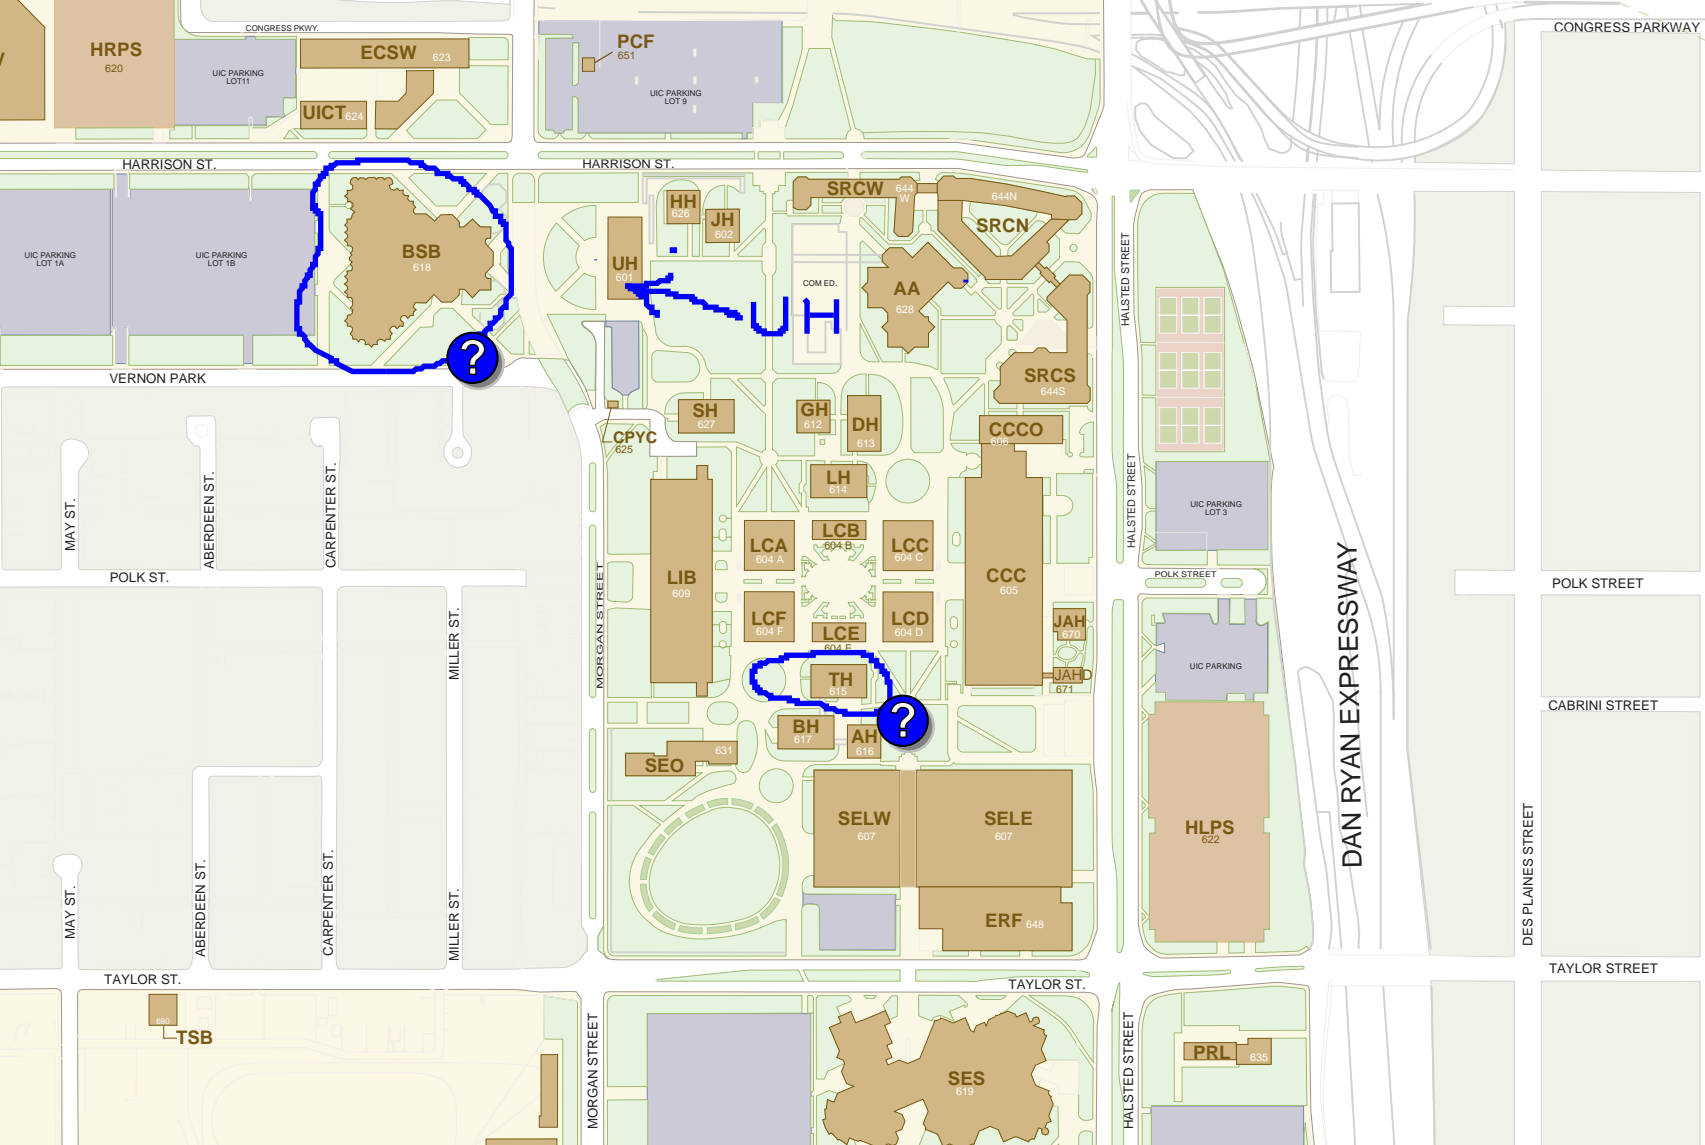 CONGRESS PKWY.
CONGRESS PARKWAY
HRPS
620
UIC PARKING
LOT11
ECSW 623
UICT 624
PCF
651
UIC PARKING
LOT 9
HARRISON ST.
HARRISON ST.
UIC PARKING
LOT 1A
UIC PARKING
LOT 1B
BSB
618
?
UH
601
HH
626
JH
602
SRCW 644
W
644N
SRCN
COM ED.
AA
628
UH
SRCS
644S
HALSTED STREET
VERNON PARK
SH
627
GH
612
DH
613
CCCO
606
CPYC
625
LH
614
MAY ST.
ABERDEEN ST.
CARPENTER ST.
HALSTED STREET
UIC PARKING
LOT 3
LCA
604 A
LCB
604 B
LCC
604 C
LIB
609
CCC
605
POLK ST.
POLK STREET
POLK STREET
MORGAN STREET
MILLER ST.
LCF
604 F
LCE
604 E
LCD
604 D
JAH
670
JAHD
671
UIC PARKING
TH
615
?
DAN RYAN EXPRESSWAY
CABRINI STREET
BH
617
AH
616
631
SEO
SELW
607
SELE
607
HLPS
622
ERF 648
MAY ST.
ABERDEEN ST.
CARPENTER ST.
MILLER ST.
DES PLAINES STREET
TAYLOR ST.
TAYLOR ST.
TAYLOR STREET
690
TSB
MORGAN STREET
SES
619
HALSTED STREET
PRL 635